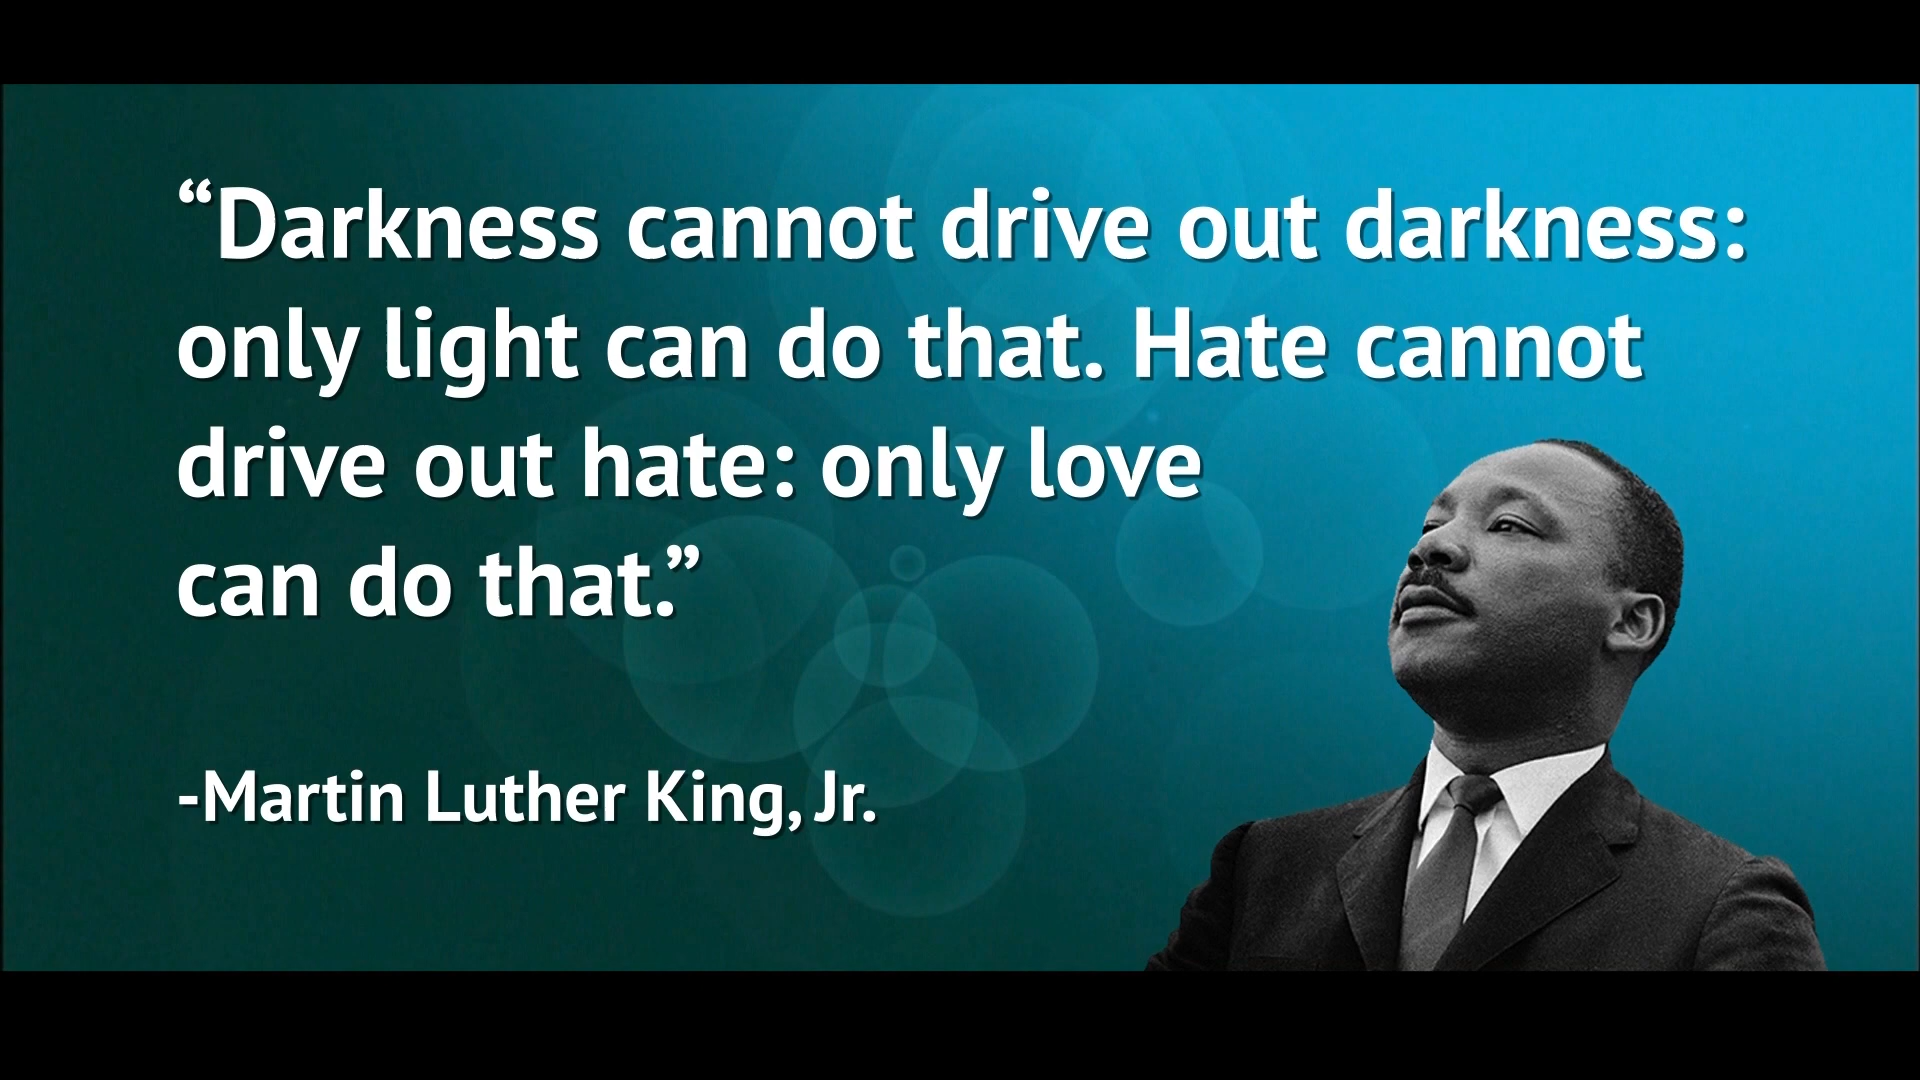 “Darkness cannot drive out darkness:
only light can do that. Hate cannot
drive out hate: only love
can do that.”
-Martin Luther King, Jr.